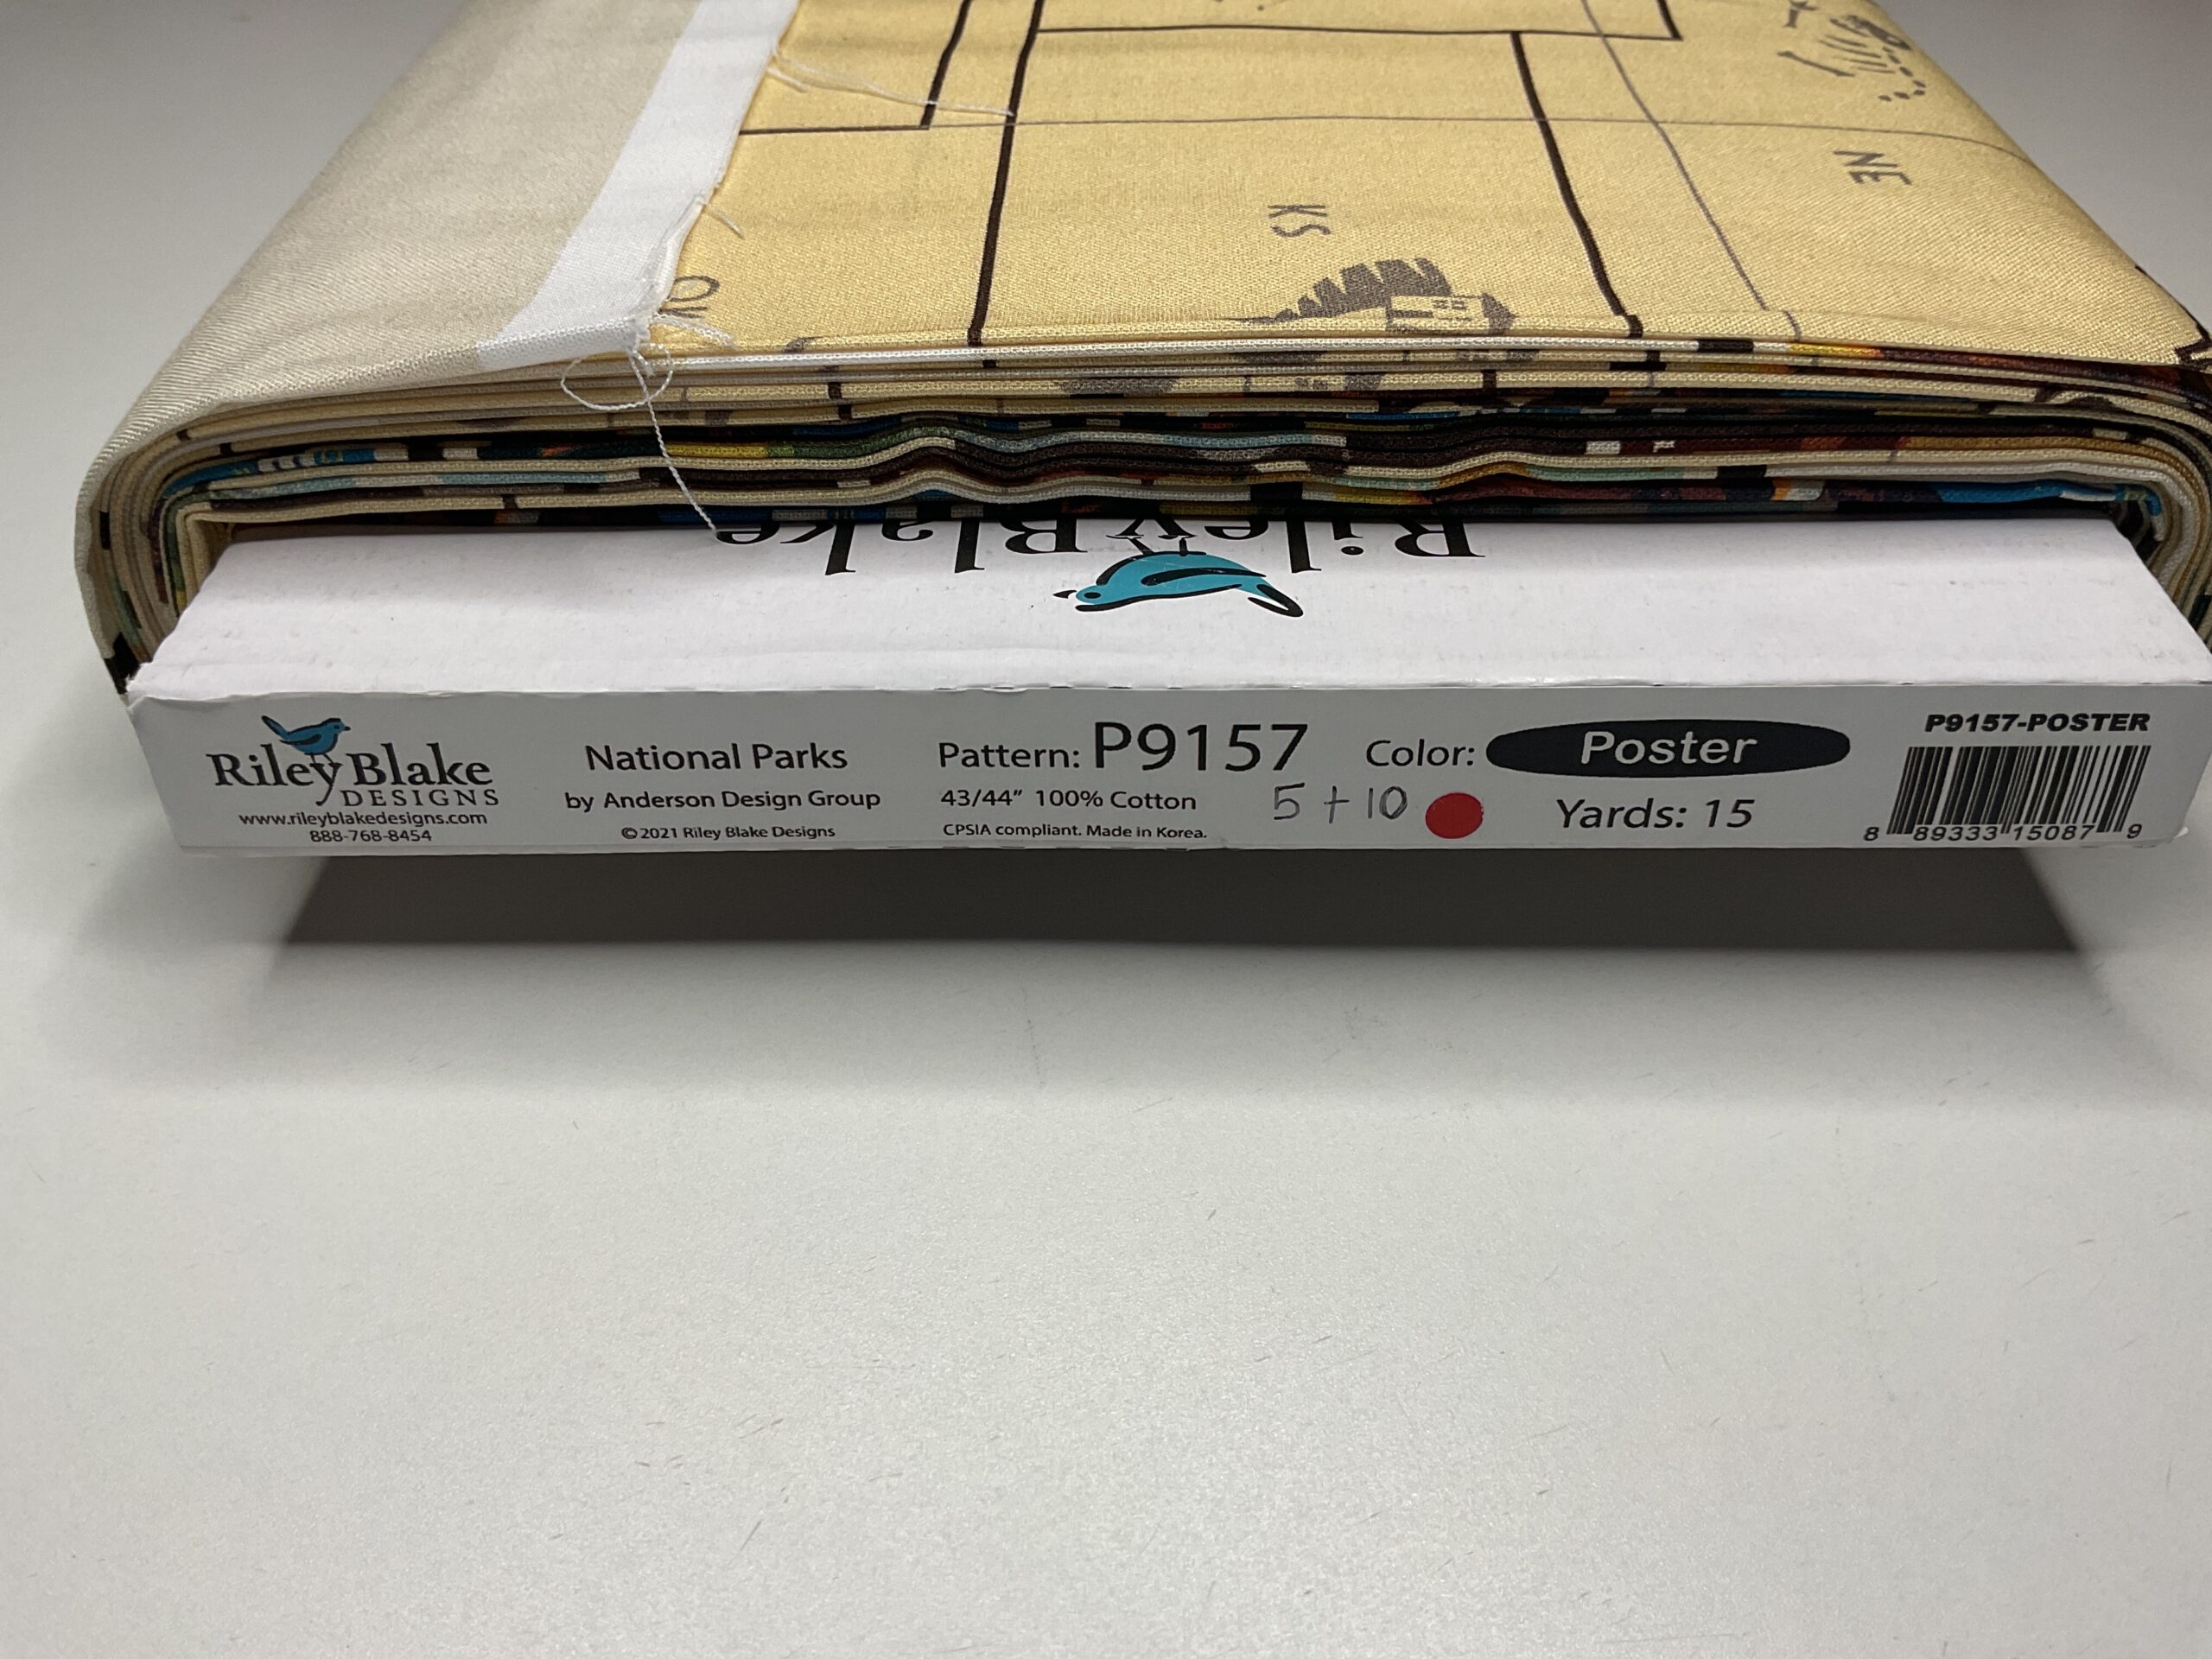 NE
KS
OK
Riley Blake
Riley Blake
DESIGNS
www.rileyblakedesigns.com
888-768-8454
National Parks
by Anderson Design Group
©2021 Riley Blake Designs
Pattern: P9157
43/44" 100% Cotton
CPSIA compliant. Made in Korea.
5 + 10
Color: Poster
Yards: 15
P9157-POSTER
8 89333 15087 9